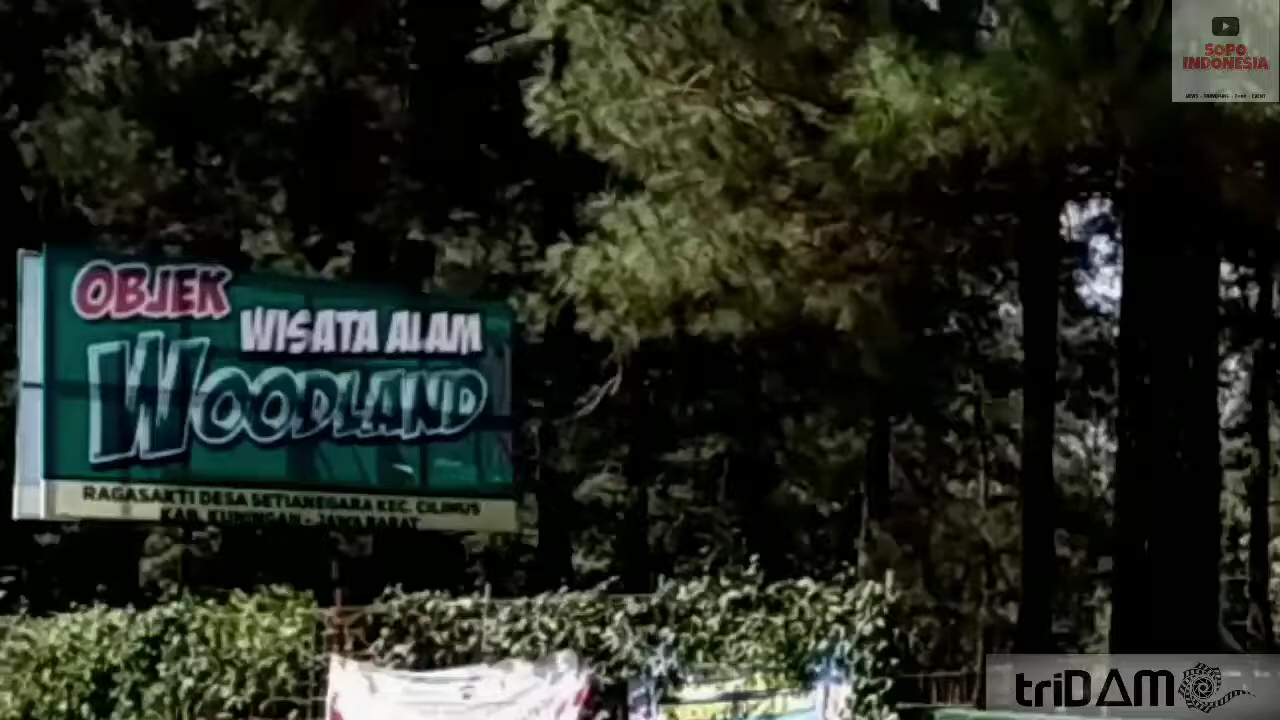 SOPO
INDONESIA
OBJEK
WISATA ALAM
WOODLAND
RAGASAKTI DESA SETIANEGARA KEC. CILIMUS
KAB. KUNINGAN - JAWA BARAT
triDAM